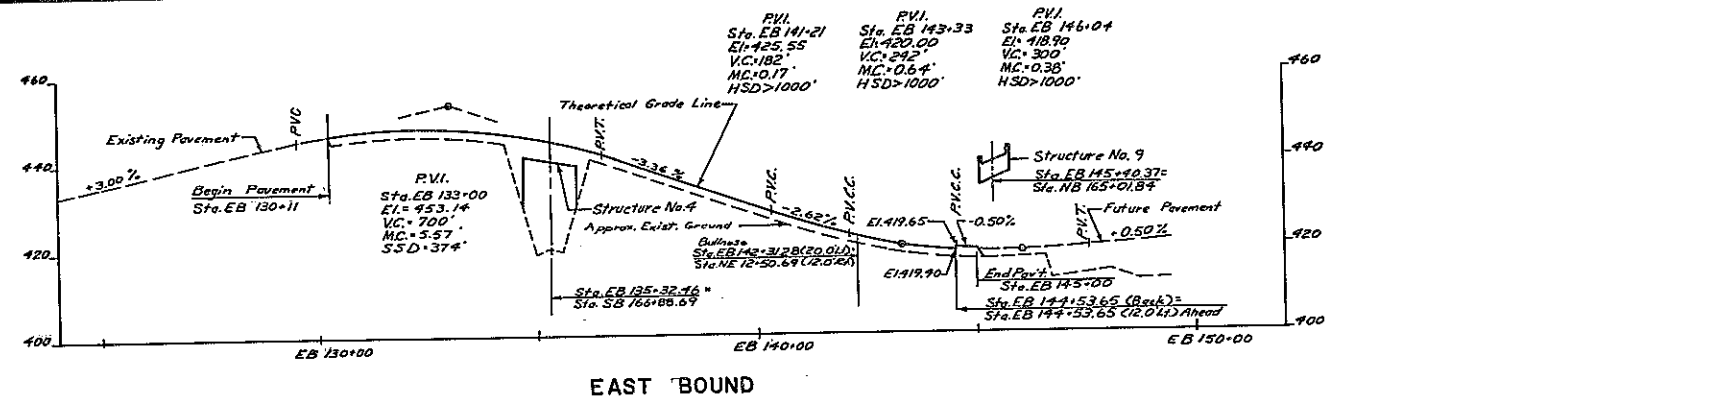 P.V.I.
Sta. EB 141+21
El.=425.55
V.C.=182'
M.C.=0.17'
HSD>1000'
P.V.I.
Sta. EB 143+33
El.=420.00
V.C.=292'
M.C.=0.64'
HSD>1000'
P.V.I.
Sta. EB 146+04
El.=418.90
V.C.=300'
M.C.=0.38'
HSD>1000'
460
460
Theoretical Grade Line
Existing Pavement
PVC
P.V.T.
-3.36%
440
440
Structure No. 9
Sta. EB 145+40.37=
Sta. NB 165+01.84
+3.00%
Begin Pavement
Sta. EB 130+11
P.V.I.
Sta. EB 133+00
El.= 453.14
V.C.= 700'
M.C.= 5.57'
SSD=374'
Structure No. 4
Approx. Exist. Ground
P.V.C.
-2.62%
P.V.C.C.
El.419.65
P.V.C.C.
-0.50%
P.V.T.
Future Pavement
+0.50%
420
420
Bullnose
Sta. EB 142+31.28 (20.0'Lt)=
Sta. NE 12+50.69 (12.0'Rt)
El.419.40
End Pav't.
Sta. EB 145+00
Sta. EB 135+32.46 =
Sta. SB 166+88.69
Sta. EB 144+53.65 (Back)=
Sta. EB 144+53.65 (12.0'Lt) Ahead
400
400
EB 130+00
EB 140+00
EB 150+00
EAST BOUND